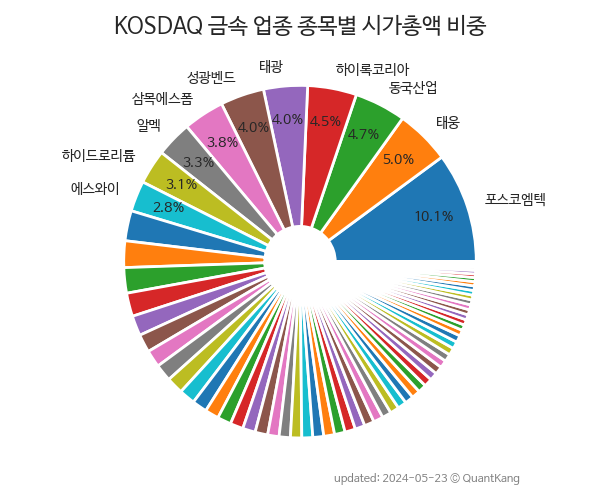 KOSDAQ 금속 업종 종목별 시가총액 비중
태광
하이록코리아
성광벤드
동국산업
삼목에스폼
태웅
알멕
하이드로리튬
에스와이
포스코엠텍
4.0%
4.5%
4.0%
4.7%
3.8%
5.0%
3.3%
3.1%
2.8%
10.1%
updated: 2024-05-23 © QuantKang